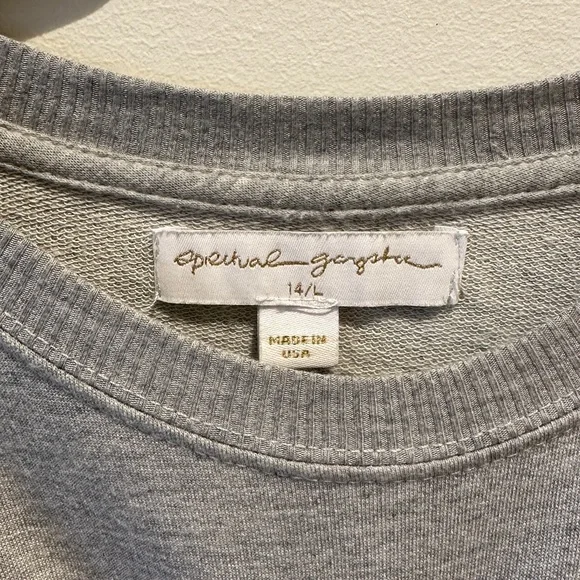 spiritual gangster
14/L
MADE IN
USA